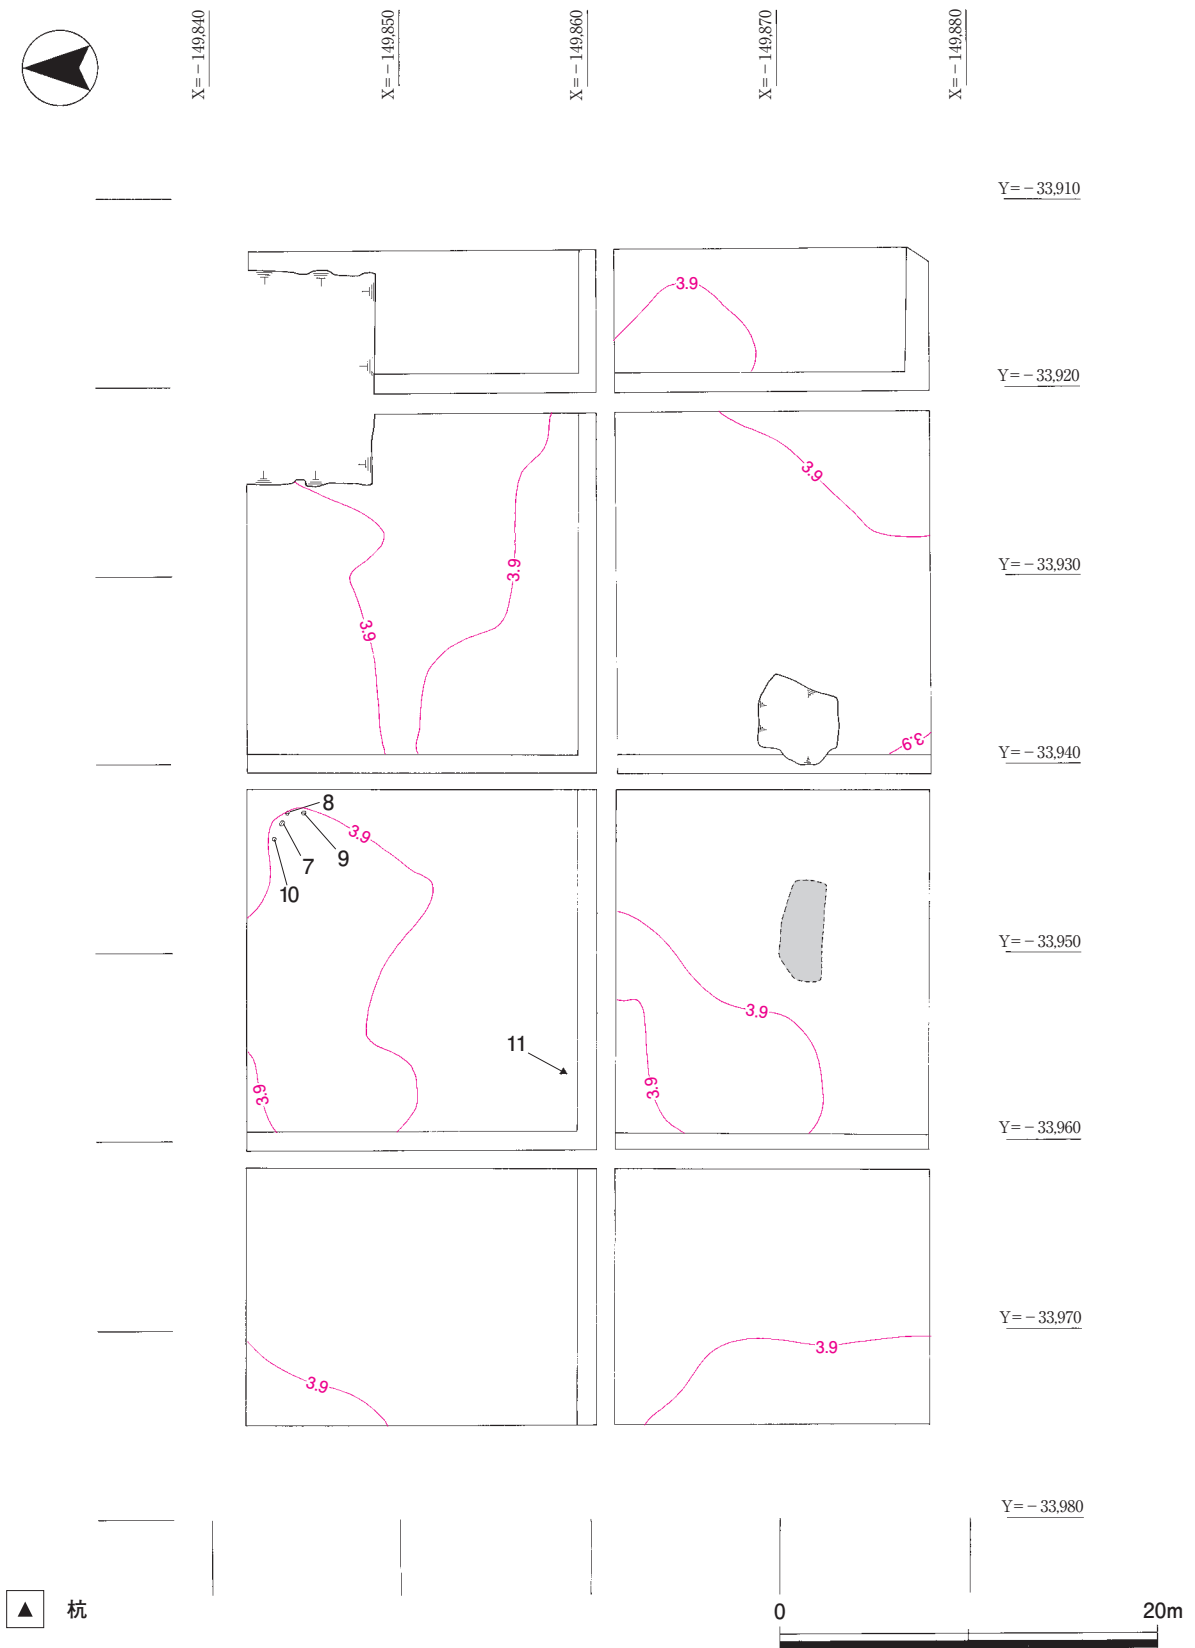 X=－149,840
X=－149,850
X=－149,860
X=－149,870
X=－149,880
Y=－33,910
3.9
Y=－33,920
3.9
Y=－33,930
3.9
3.9
3.9
Y=－33,940
8
3.9
9
7
10
Y=－33,950
3.9
11
3.9
3.9
Y=－33,960
Y=－33,970
3.9
3.9
Y=－33,980
▲ 杭
0 20m